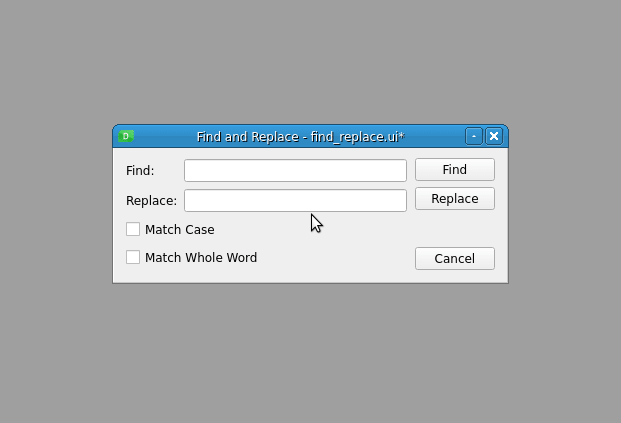 Find and Replace - find_replace.ui*
Find:
Find
Replace:
Replace
Match Case
Match Whole Word
Cancel